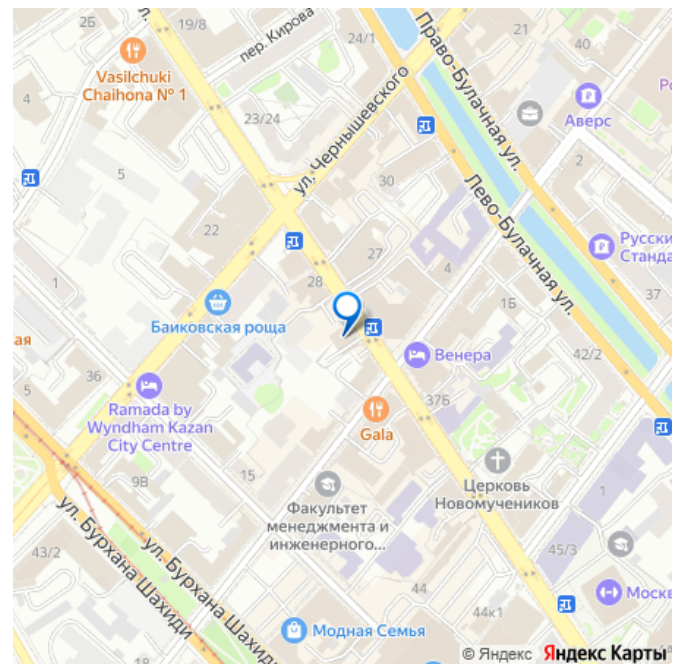 2Б
19/8
пер. Кирова
24/1
Право-Булачная ул.
21
40
Vasilchuki
Chaihona № 1
4
23/24
ул. Чернышевского
Аверс
5
2
30
Лево-Булачная ул.
22
27
4
Русски
Станда
28
1
1Б
37
Баиковская роща
ая
Венера
42/2
36
5
Ramada by
Wyndham Kazan
City Centre
37Б
Gala
15
9В
Церковь
Новомучеников
1
Факультет
менеджмента и
инженерного...
ул. Бурхана Шахиди
ул. Бурхана Шахиди
43/2
45/3
44
44к1
Моск
Модная Семья
© Яндекс Яндекс Карты